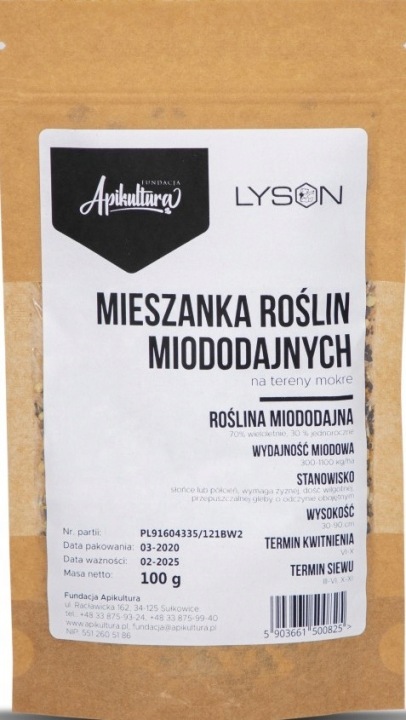 FUNDACJA
Apikultura
LYSON
MIESZANKA ROŚLIN
MIODODAJNYCH
na tereny mokre
ROŚLINA MIODODAJNA
70% wieloletnie, 30 % jednoroczne
WYDAJNOŚĆ MIODOWA
300-1100 kg/ha
STANOWISKO
słońce lub półcień, wymaga żyznej, dość wilgotnej,
przepuszczalnej gleby o odczynie obojętnym
WYSOKOŚĆ
30-90 cm
TERMIN KWITNIENIA
VI-X
TERMIN SIEWU
III-VI, X-XI
Nr. partii: PL91604335/121BW2
Data pakowania: 03-2020
Data ważności: 02-2025
Masa netto: 100 g
Fundacja Apikultura
ul. Racławicka 162, 34-125 Sułkowice
tel.: +48 33 875-93-24, +48 33 875-99-40
www.apikultura.pl, fundacja@apikultura.pl
NIP: 551 260 51 86
5 903661 500825 >